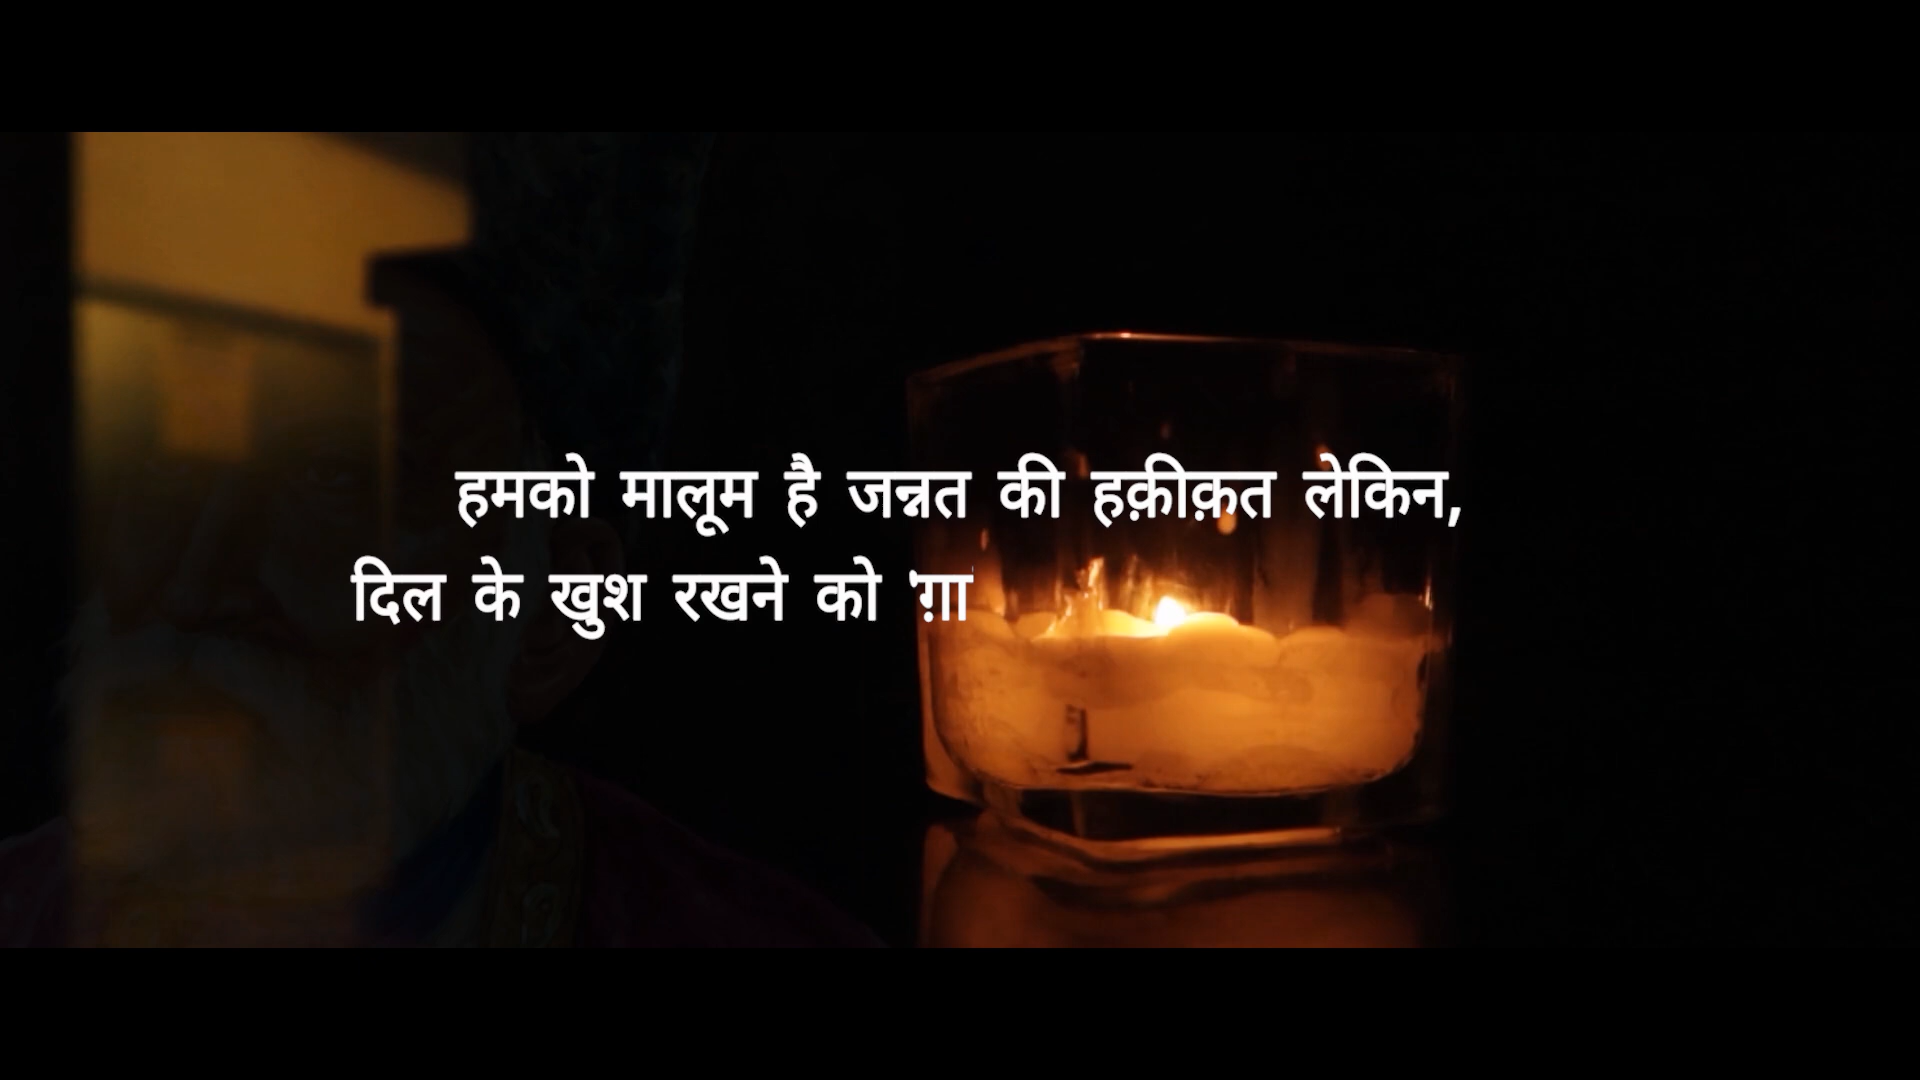 हमको मालूम है जन्नत की हक़ीक़त लेकिन,
दिल के खुश रखने को 'ग़ा